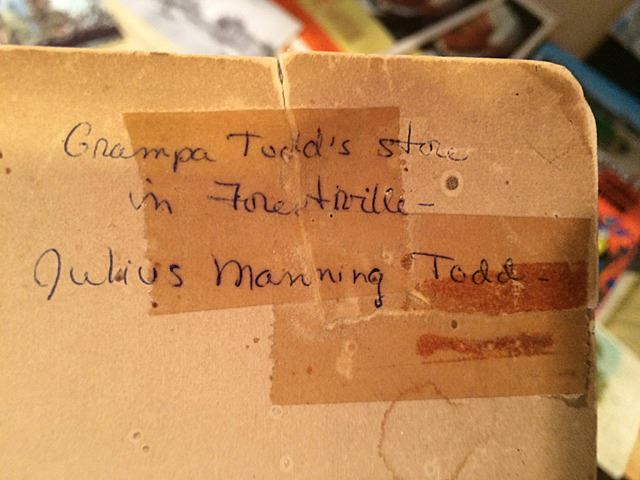 Grampa Todd's store
in Forestville-
Julius Manning Todd-